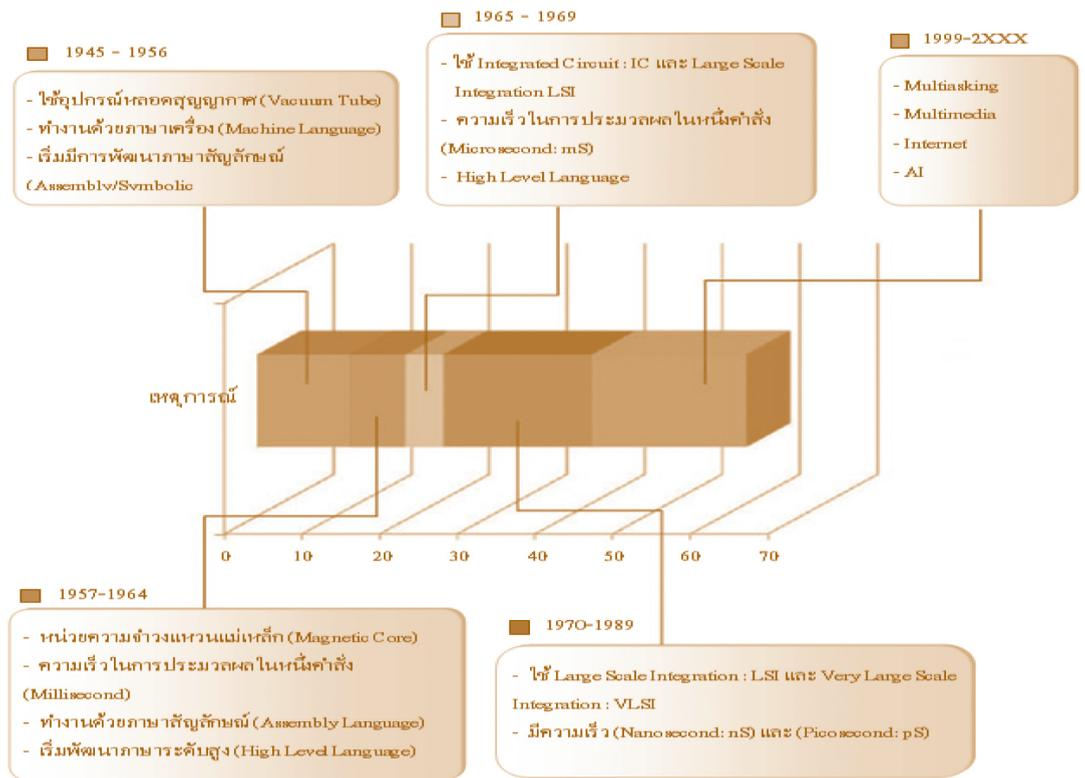 1945 - 1956
- ใช้อุปกรณ์หลอดสุญญากาศ (Vacuum Tube)
- ทำงานด้วยภาษาเครื่อง (Machine Language)
- เริ่มมีการพัฒนาภาษาสัญลักษณ์
(Assembly/Symbolic
1965 - 1969
- ใช้ Integrated Circuit : IC และ Large Scale
Integration LSI
- ความเร็วในการประมวลผลในหนึ่งคำสั่ง
(Microsecond: mS)
- High Level Language
1999-2XXX
- Multiasking
- Multimedia
- Internet
- AI
เหตุการณ์
0 10 20 30 40 50 60 70
1957-1964
- หน่วยความจำวงแหวนแม่เหล็ก (Magnetic Core)
- ความเร็วในการประมวลผลในหนึ่งคำสั่ง
(Millisecond)
- ทำงานด้วยภาษาสัญลักษณ์ (Assembly Language)
- เริ่มพัฒนาภาษาระดับสูง (High Level Language)
1970-1989
- ใช้ Large Scale Integration : LSI และ Very Large Scale
Integration : VLSI
- มีความเร็ว (Nanosecond: nS) และ (Picosecond: pS)